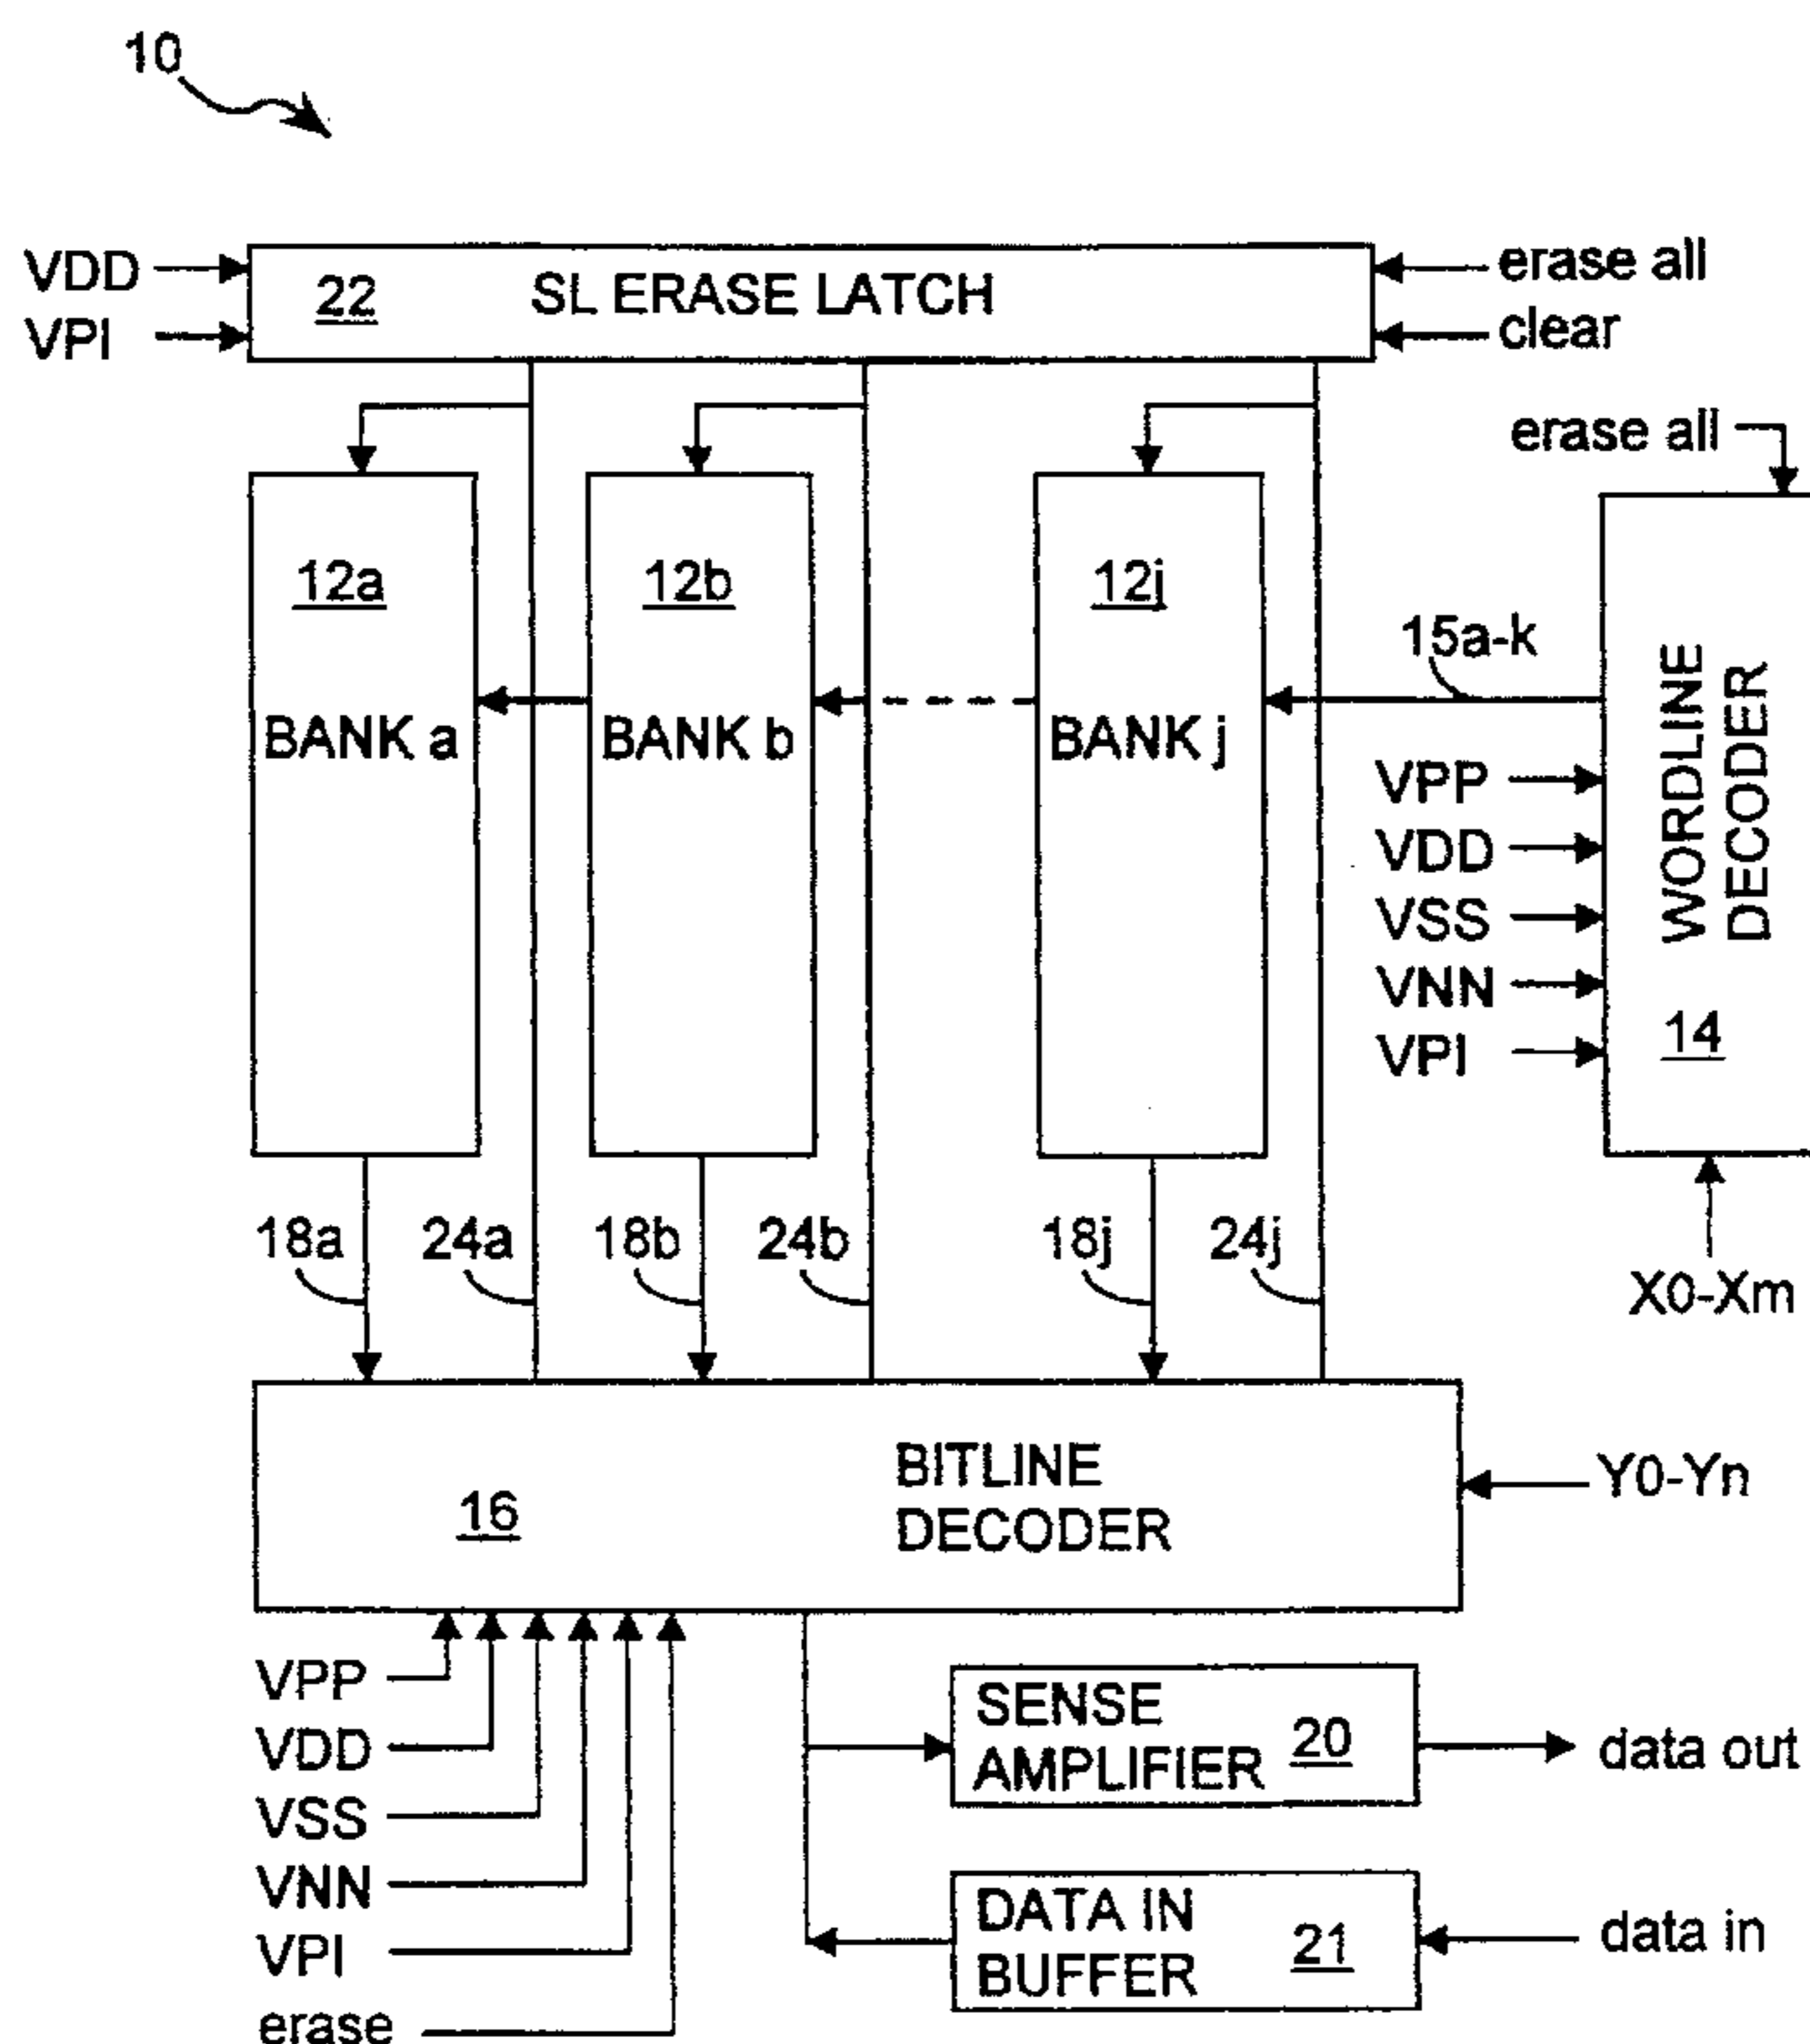 10
VDD
VPI
22
SL ERASE LATCH
erase all
clear
erase all
12a
12b
12j
15a-k
BANK a
BANK b
BANK j
WORDLINE
DECODER
14
VPP
VDD
VSS
VNN
VPI
X0-Xm
18a
24a
18b
24b
18j
24j
BITLINE
DECODER
16
Y0-Yn
VPP
VDD
VSS
VNN
VPI
erase
SENSE
AMPLIFIER
20
data out
DATA IN
BUFFER
21
data in